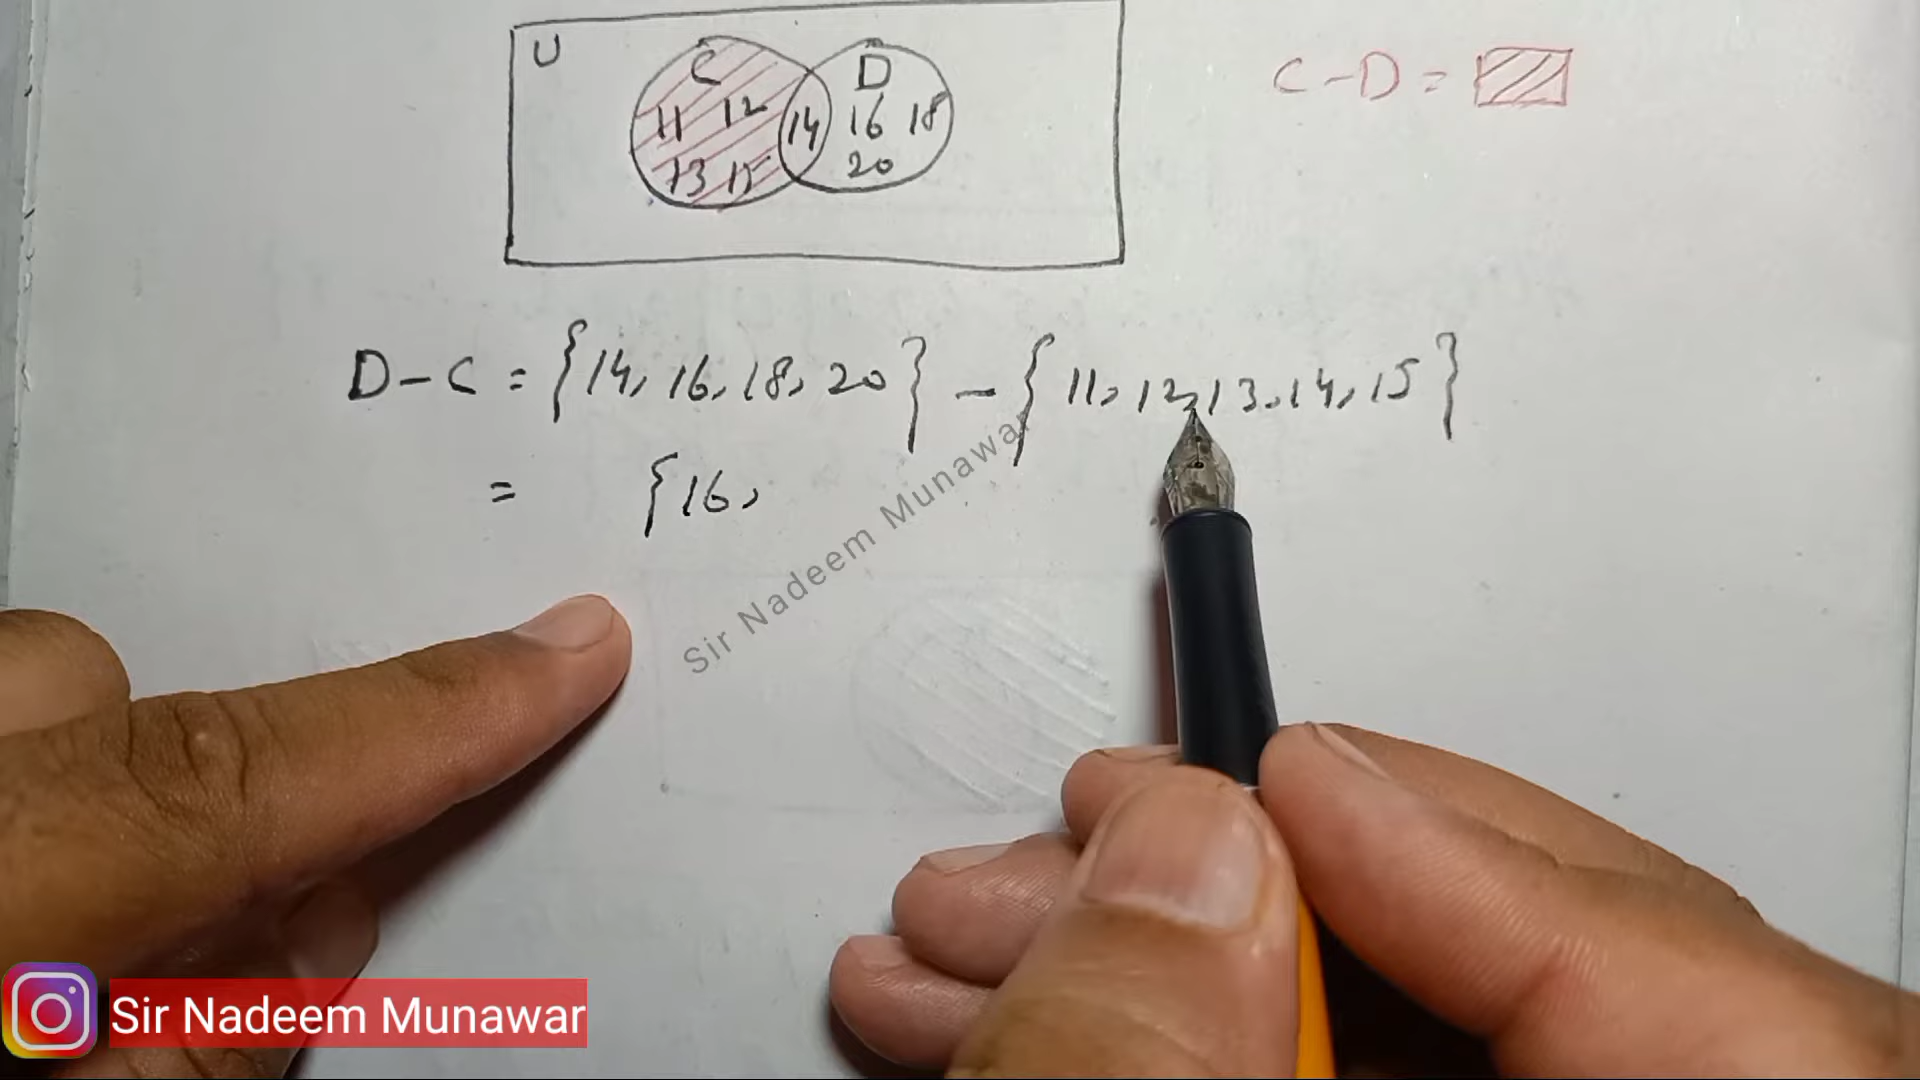 U
C D
11 12 14 16 18
13 15 20
C - D =
D - C = {14, 16, 18, 20} - {11, 12, 13, 14, 15}
= {16,
Sir Nadeem Munawar
Sir Nadeem Munawar